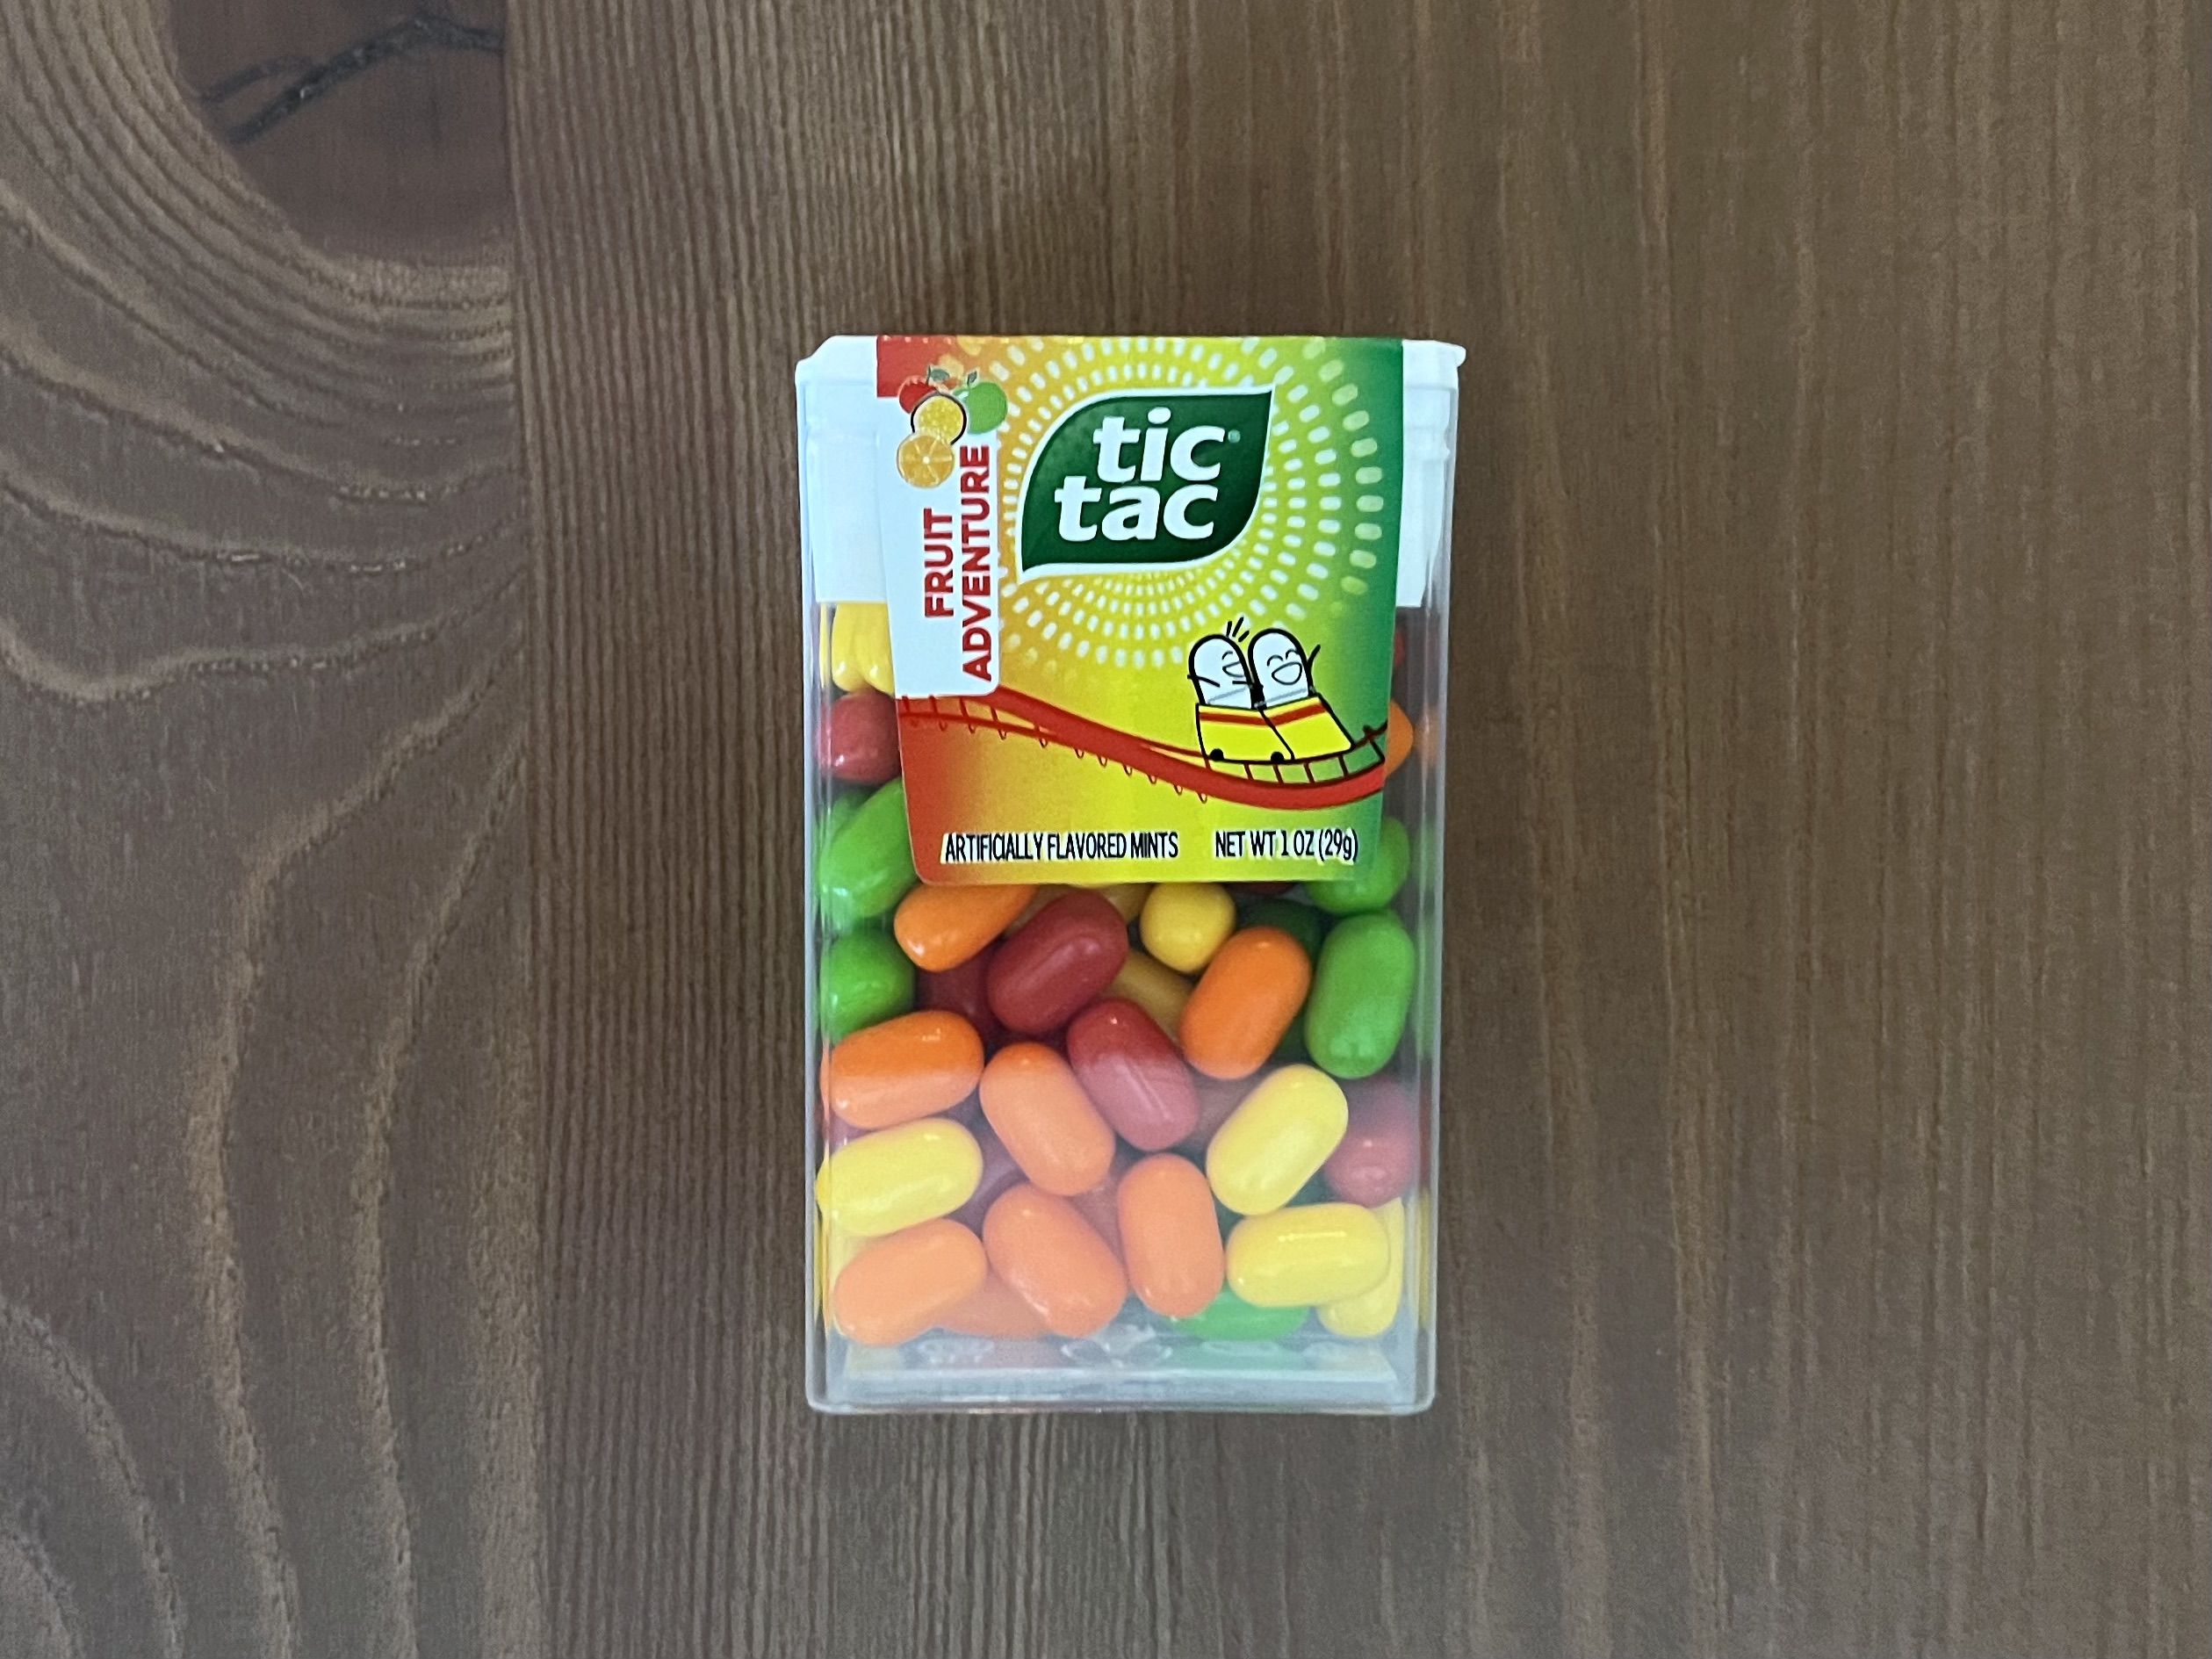 tic
tac
FRUIT
ADVENTURE
ARTIFICIALLY FLAVORED MINTS NET WT 1 OZ (29g)